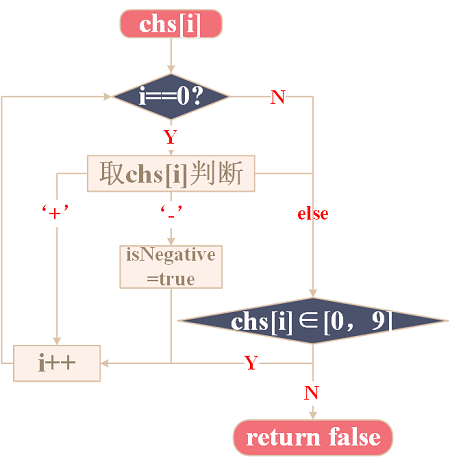 chs[i]
i==0?
N
Y
取chs[i]判断
‘+’
‘-’
else
isNegative
=true
chs[i]∈[0，9]
i++
Y
N
return false